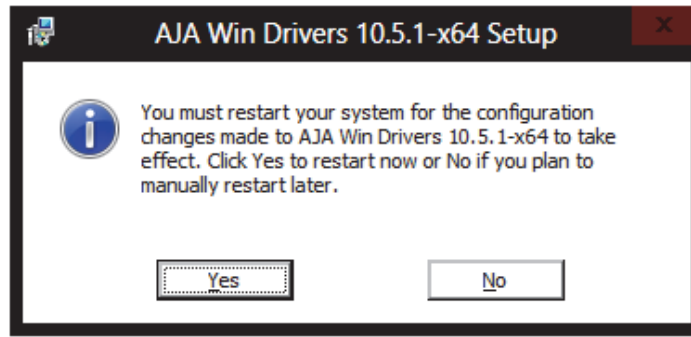 AJA Win Drivers 10.5.1-x64 Setup
You must restart your system for the configuration
changes made to AJA Win Drivers 10.5.1-x64 to take
effect. Click Yes to restart now or No if you plan to
manually restart later.
Yes
No